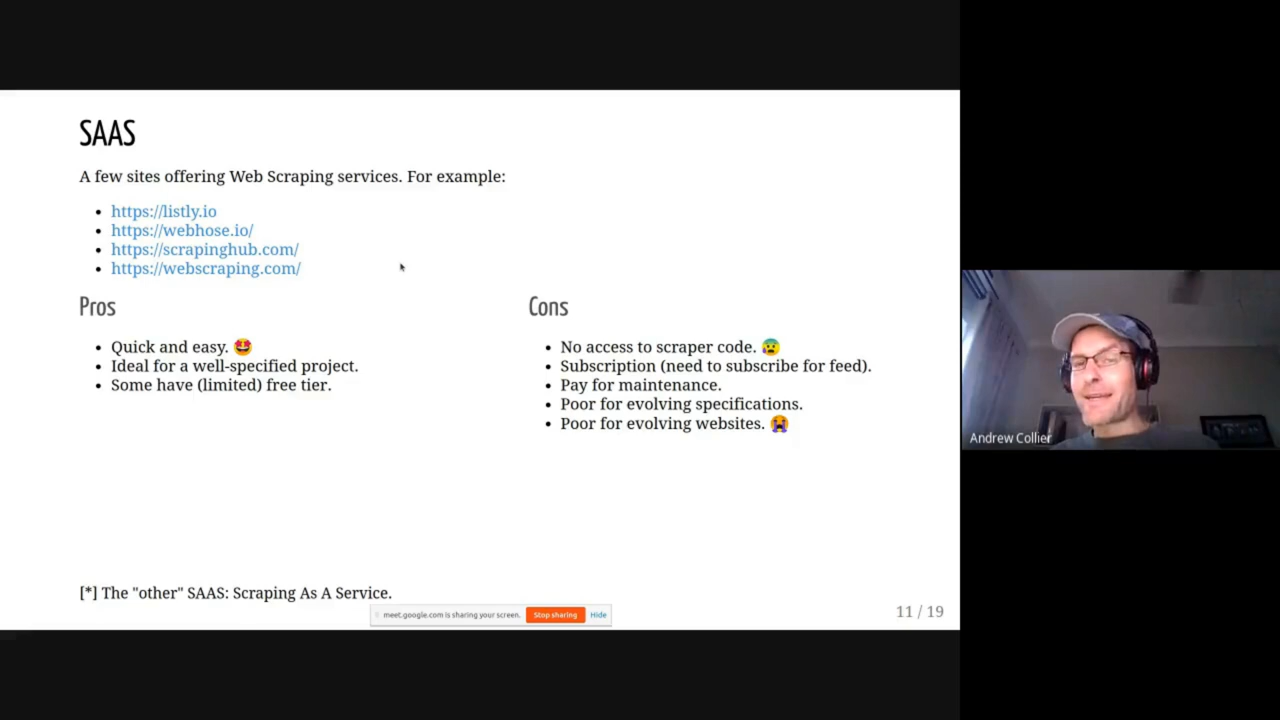 SAAS
A few sites offering Web Scraping services. For example:
• https://listly.io
• https://webhose.io/
• https://scrapinghub.com/
• https://webscraping.com/
Pros
• Quick and easy. 🤩
• Ideal for a well-specified project.
• Some have (limited) free tier.
Cons
• No access to scraper code. 😰
• Subscription (need to subscribe for feed).
• Pay for maintenance.
• Poor for evolving specifications.
• Poor for evolving websites. 😭
Andrew Collier
[*] The "other" SAAS: Scraping As A Service.
meet.google.com is sharing your screen. Stop sharing Hide
11 / 19